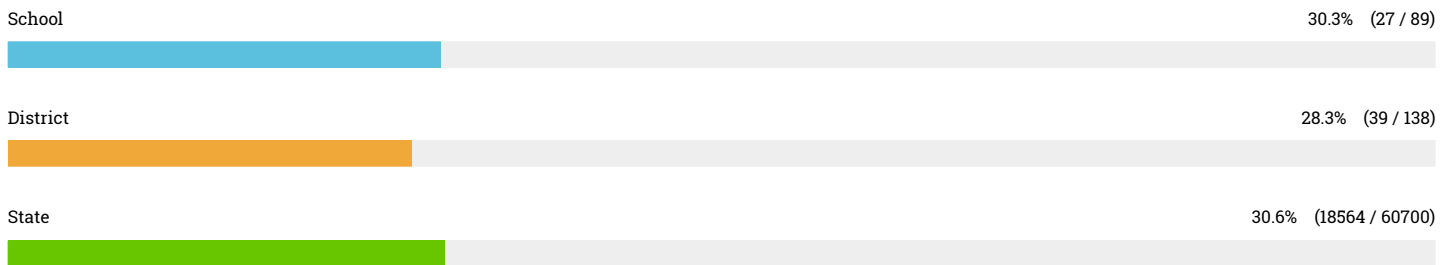 School 30.3% (27 / 89)
District 28.3% (39 / 138)
State 30.6% (18564 / 60700)